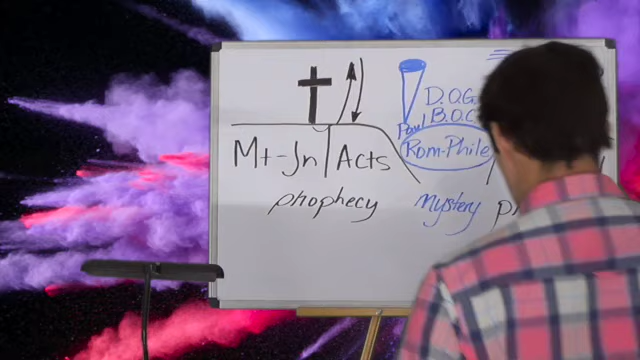 D.O.G.
B.O.C.
Paul
Mt-Jn Acts Rom-Phile
prophecy mystery